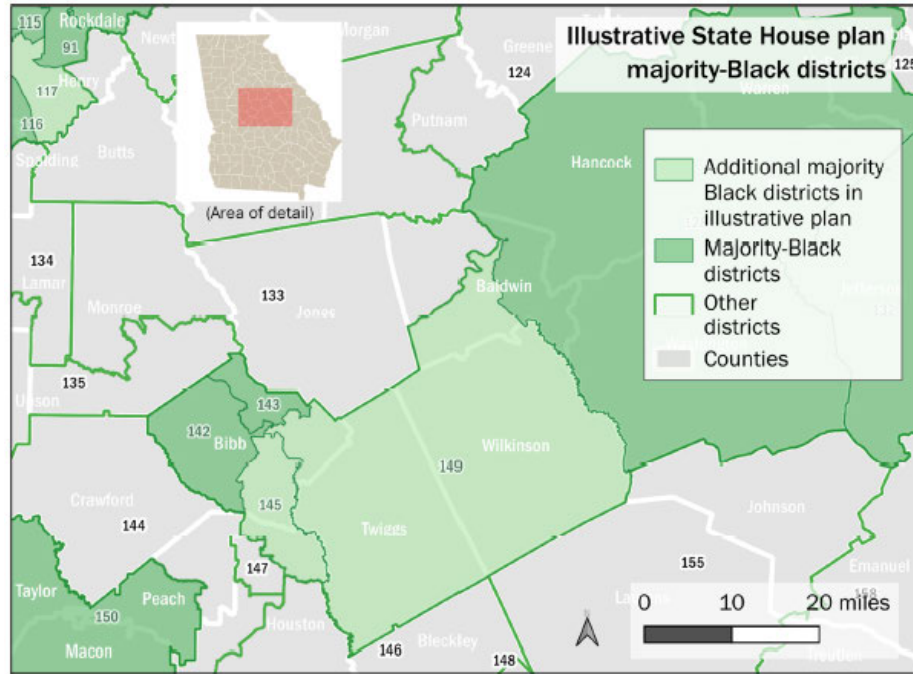 115
Rockdale
91
Morgan
Greene
124
Illustrative State House plan
majority-Black districts
125
Warren
Henry
117
116
Spalding
Butts
Putnam
Hancock
(Area of detail)
Additional majority
Black districts in
illustrative plan
Majority-Black
districts
Other
districts
Counties
134
Lamar
Monroe
133
Jones
Baldwin
135
Upson
143
142
Bibb
Wilkinson
149
145
Crawford
144
Twiggs
Johnson
155
Emanuel
158
147
Taylor
Peach
150
Macon
Houston
146
Bleckley
148
0 10 20 miles